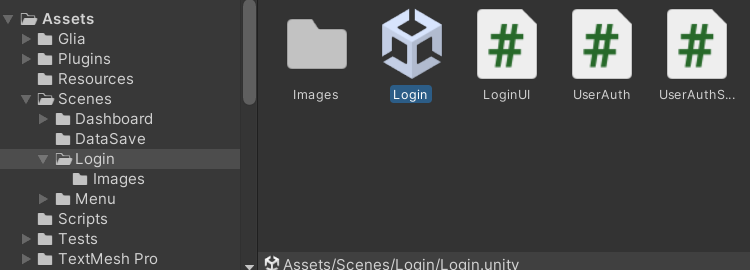 Assets
Glia
Plugins
Resources
Scenes
Dashboard
DataSave
Login
Images
Menu
Scripts
Tests
TextMesh Pro
Images
Login
LoginUI
UserAuth
UserAuthS...
Assets/Scenes/Login/Login.unity